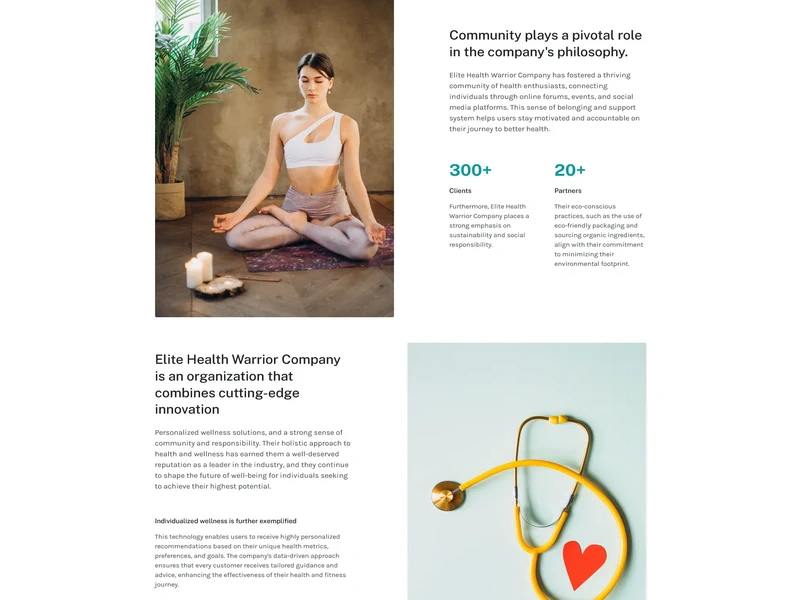 Community plays a pivotal role
in the company's philosophy.
Elite Health Warrior Company has fostered a thriving
community of health enthusiasts, connecting
individuals through online forums, events, and social
media platforms. This sense of belonging and support
system helps users stay motivated and accountable on
their journey to better health.
300+
Clients
Furthermore, Elite Health
Warrior Company places a
strong emphasis on
sustainability and social
responsibility.
20+
Partners
Their eco-conscious
practices, such as the use of
eco-friendly packaging and
sourcing organic ingredients,
align with their commitment
to minimizing their
environmental footprint.
Elite Health Warrior Company
is an organization that
combines cutting-edge
innovation
Personalized wellness solutions, and a strong sense of
community and responsibility. Their holistic approach to
health and wellness has earned them a well-deserved
reputation as a leader in the industry, and they continue
to shape the future of well-being for individuals seeking
to achieve their highest potential.
Individualized wellness is further exemplified
This technology enables users to receive highly personalized
recommendations based on their unique health metrics,
preferences, and goals. The company's data-driven approach
ensures that every customer receives tailored guidance and
advice, enhancing the effectiveness of their health and fitness
journey.